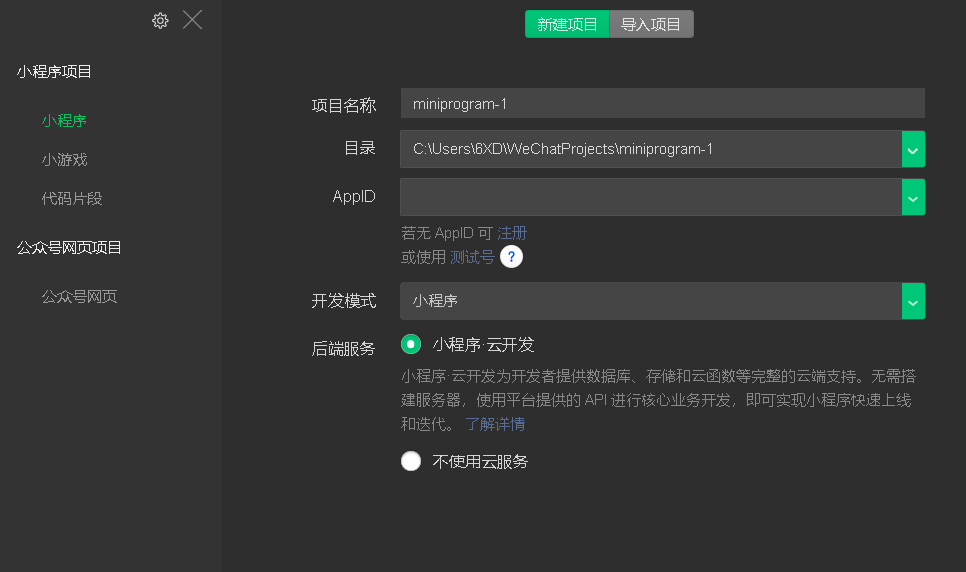 新建项目 导入项目
小程序项目
小程序
小游戏
代码片段
公众号网页项目
公众号网页
项目名称 miniprogram-1
目录 C:\Users\6XD\WeChatProjects\miniprogram-1
AppID
若无 AppID 可 注册
或使用 测试号 ?
开发模式 小程序
后端服务 小程序·云开发
小程序·云开发为开发者提供数据库、存储和云函数等完整的云端支持。无需搭
建服务器，使用平台提供的 API 进行核心业务开发，即可实现小程序快速上线
和迭代。 了解详情
不使用云服务